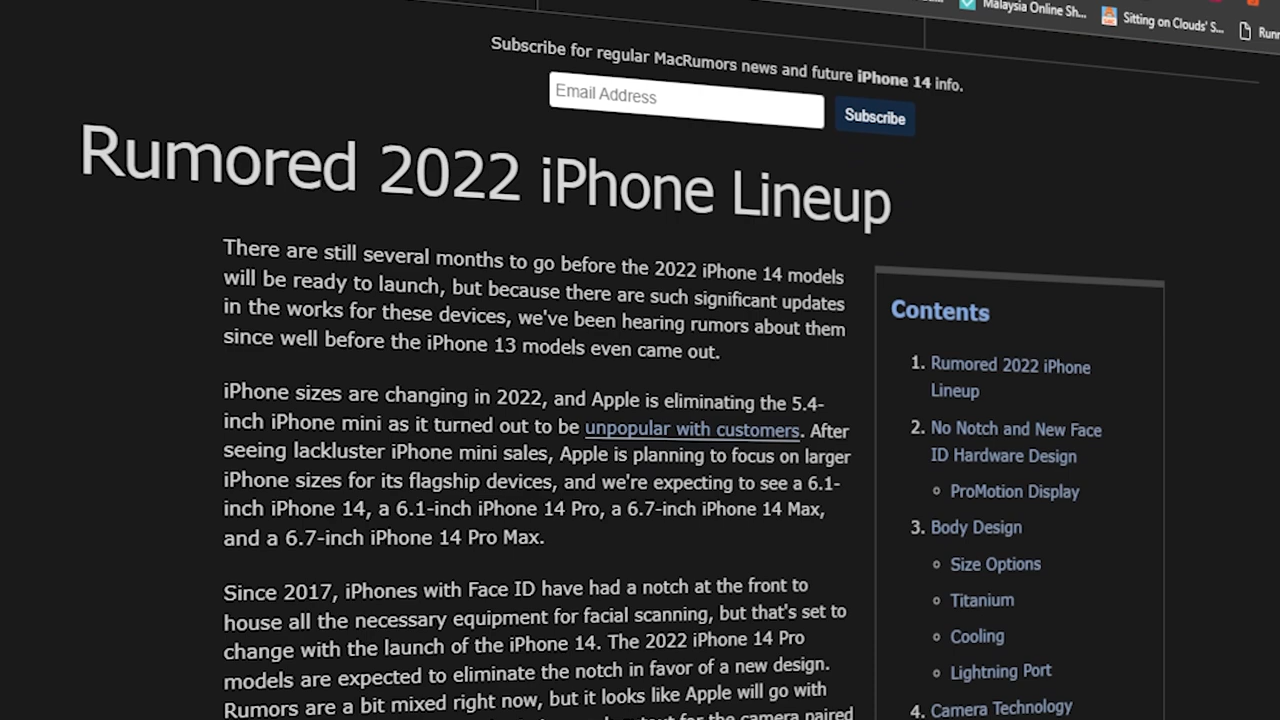 Malaysia Online Sh...
Sitting on Clouds' S...
Subscribe for regular MacRumors news and future iPhone 14 info.
Email Address
Subscribe
Rumored 2022 iPhone Lineup
There are still several months to go before the 2022 iPhone 14 models
will be ready to launch, but because there are such significant updates
in the works for these devices, we've been hearing rumors about them
since well before the iPhone 13 models even came out.
iPhone sizes are changing in 2022, and Apple is eliminating the 5.4-
inch iPhone mini as it turned out to be unpopular with customers. After
seeing lackluster iPhone mini sales, Apple is planning to focus on larger
iPhone sizes for its flagship devices, and we're expecting to see a 6.1-
inch iPhone 14, a 6.1-inch iPhone 14 Pro, a 6.7-inch iPhone 14 Max,
and a 6.7-inch iPhone 14 Pro Max.
Since 2017, iPhones with Face ID have had a notch at the front to
house all the necessary equipment for facial scanning, but that's set to
change with the launch of the iPhone 14. The 2022 iPhone 14 Pro
models are expected to eliminate the notch in favor of a new design.
Rumors are a bit mixed right now, but it looks like Apple will go with
for the camera paired
Contents
1. Rumored 2022 iPhone
Lineup
2. No Notch and New Face
ID Hardware Design
ProMotion Display
3. Body Design
Size Options
Titanium
Cooling
Lightning Port
4. Camera Technology